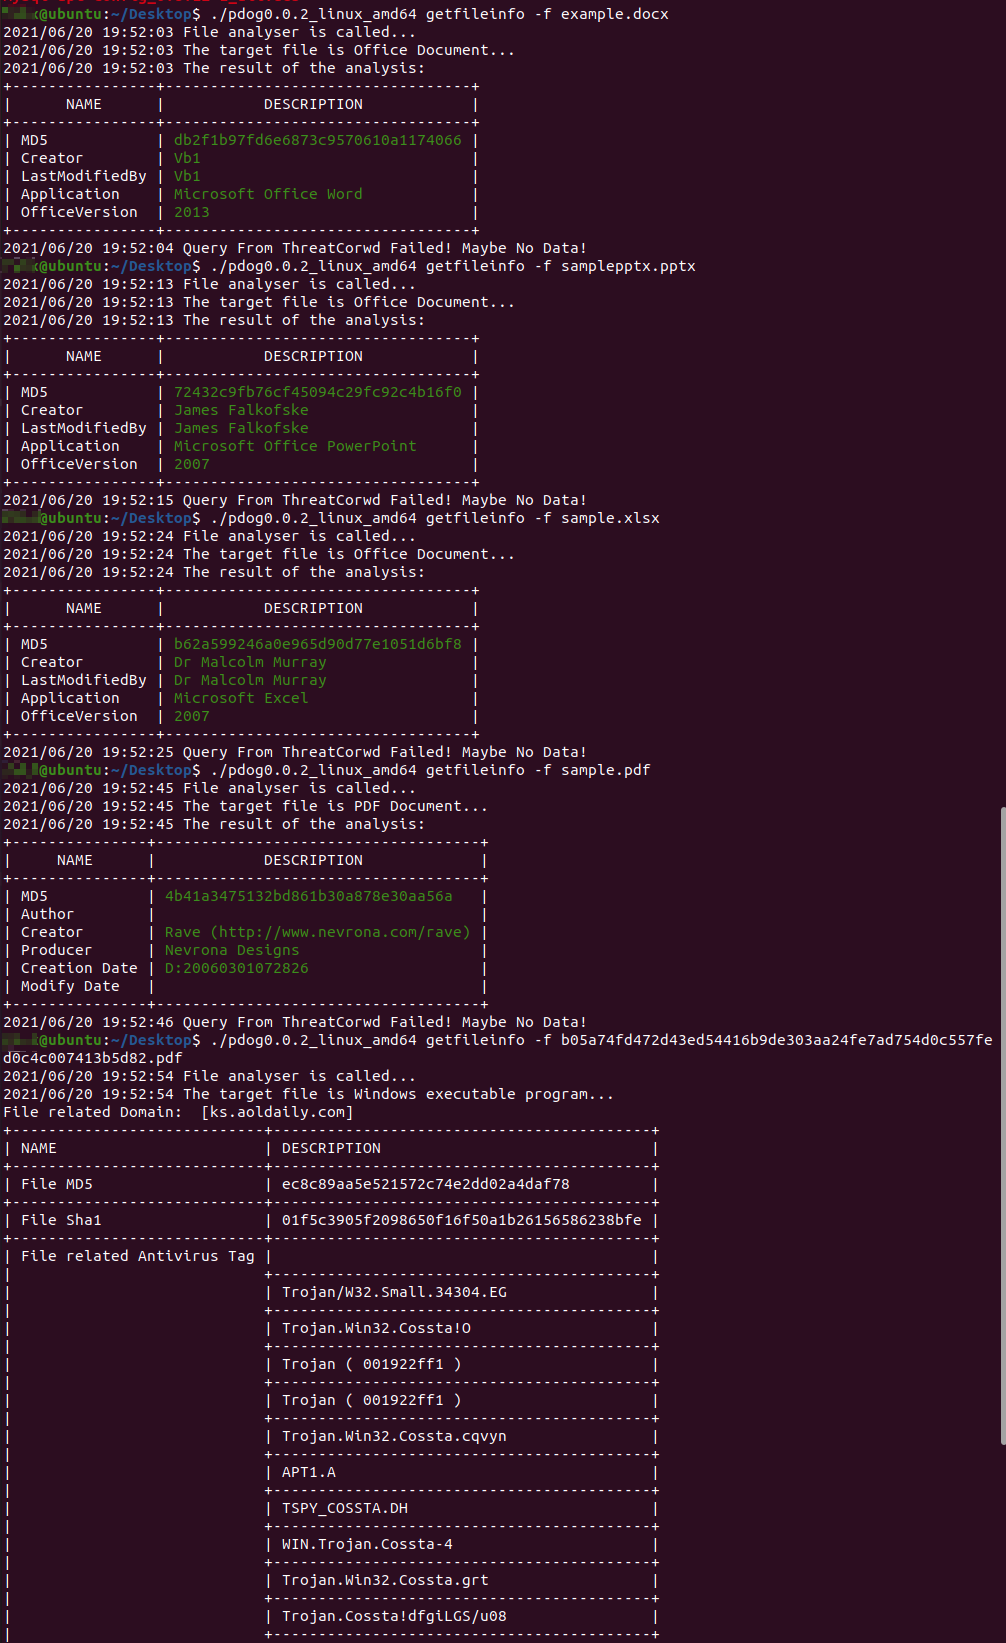 @ubuntu:~/Desktop$ ./pdog0.0.2_linux_amd64 getfileinfo -f example.docx
2021/06/20 19:52:03 File analyser is called...
2021/06/20 19:52:03 The target file is Office Document...
2021/06/20 19:52:03 The result of the analysis:
+----------------+----------------------------------+
| NAME | DESCRIPTION |
+----------------+----------------------------------+
| MD5 | db2f1b97fd6e6873c9570610a1174066 |
| Creator | Vb1 |
| LastModifiedBy | Vb1 |
| Application | Microsoft Office Word |
| OfficeVersion | 2013 |
+----------------+----------------------------------+
2021/06/20 19:52:04 Query From ThreatCorwd Failed! Maybe No Data!
@ubuntu:~/Desktop$ ./pdog0.0.2_linux_amd64 getfileinfo -f samplepptx.pptx
2021/06/20 19:52:13 File analyser is called...
2021/06/20 19:52:13 The target file is Office Document...
2021/06/20 19:52:13 The result of the analysis:
+----------------+----------------------------------+
| NAME | DESCRIPTION |
+----------------+----------------------------------+
| MD5 | 72432c9fb76cf45094c29fc92c4b16f0 |
| Creator | James Falkofske |
| LastModifiedBy | James Falkofske |
| Application | Microsoft Office PowerPoint |
| OfficeVersion | 2007 |
+----------------+----------------------------------+
2021/06/20 19:52:15 Query From ThreatCorwd Failed! Maybe No Data!
@ubuntu:~/Desktop$ ./pdog0.0.2_linux_amd64 getfileinfo -f sample.xlsx
2021/06/20 19:52:24 File analyser is called...
2021/06/20 19:52:24 The target file is Office Document...
2021/06/20 19:52:24 The result of the analysis:
+----------------+----------------------------------+
| NAME | DESCRIPTION |
+----------------+----------------------------------+
| MD5 | b62a599246a0e965d90d77e1051d6bf8 |
| Creator | Dr Malcolm Murray |
| LastModifiedBy | Dr Malcolm Murray |
| Application | Microsoft Excel |
| OfficeVersion | 2007 |
+----------------+----------------------------------+
2021/06/20 19:52:25 Query From ThreatCorwd Failed! Maybe No Data!
@ubuntu:~/Desktop$ ./pdog0.0.2_linux_amd64 getfileinfo -f sample.pdf
2021/06/20 19:52:45 File analyser is called...
2021/06/20 19:52:45 The target file is PDF Document...
2021/06/20 19:52:45 The result of the analysis:
+---------------+------------------------------------+
| NAME | DESCRIPTION |
+---------------+------------------------------------+
| MD5 | 4b41a3475132bd861b30a878e30aa56a |
| Author | |
| Creator | Rave (http://www.nevrona.com/rave) |
| Producer | Nevrona Designs |
| Creation Date | D:20060301072826 |
| Modify Date | |
+---------------+------------------------------------+
2021/06/20 19:52:46 Query From ThreatCorwd Failed! Maybe No Data!
@ubuntu:~/Desktop$ ./pdog0.0.2_linux_amd64 getfileinfo -f b05a74fd472d43ed54416b9de303aa24fe7ad754d0c557fe
d0c4c007413b5d82.pdf
2021/06/20 19:52:54 File analyser is called...
2021/06/20 19:52:54 The target file is Windows executable program...
File related Domain:  [ks.aoldaily.com]
+----------------------------+------------------------------------------+
| NAME | DESCRIPTION |
+----------------------------+------------------------------------------+
| File MD5 | ec8c89aa5e521572c74e2dd02a4daf78 |
+----------------------------+------------------------------------------+
| File Sha1 | 01f5c3905f2098650f16f50a1b26156586238bfe |
+----------------------------+------------------------------------------+
| File related Antivirus Tag | |
| +------------------------------------------+
| | Trojan/W32.Small.34304.EG |
| +------------------------------------------+
| | Trojan.Win32.Cossta!O |
| +------------------------------------------+
| | Trojan ( 001922ff1 ) |
| +------------------------------------------+
| | Trojan ( 001922ff1 ) |
| +------------------------------------------+
| | Trojan.Win32.Cossta.cqvyn |
| +------------------------------------------+
| | APT1.A |
| +------------------------------------------+
| | TSPY_COSSTA.DH |
| +------------------------------------------+
| | WIN.Trojan.Cossta-4 |
| +------------------------------------------+
| | Trojan.Win32.Cossta.grt |
| +------------------------------------------+
| | Trojan.Cossta!dfgiLGS/u08 |
| +------------------------------------------+